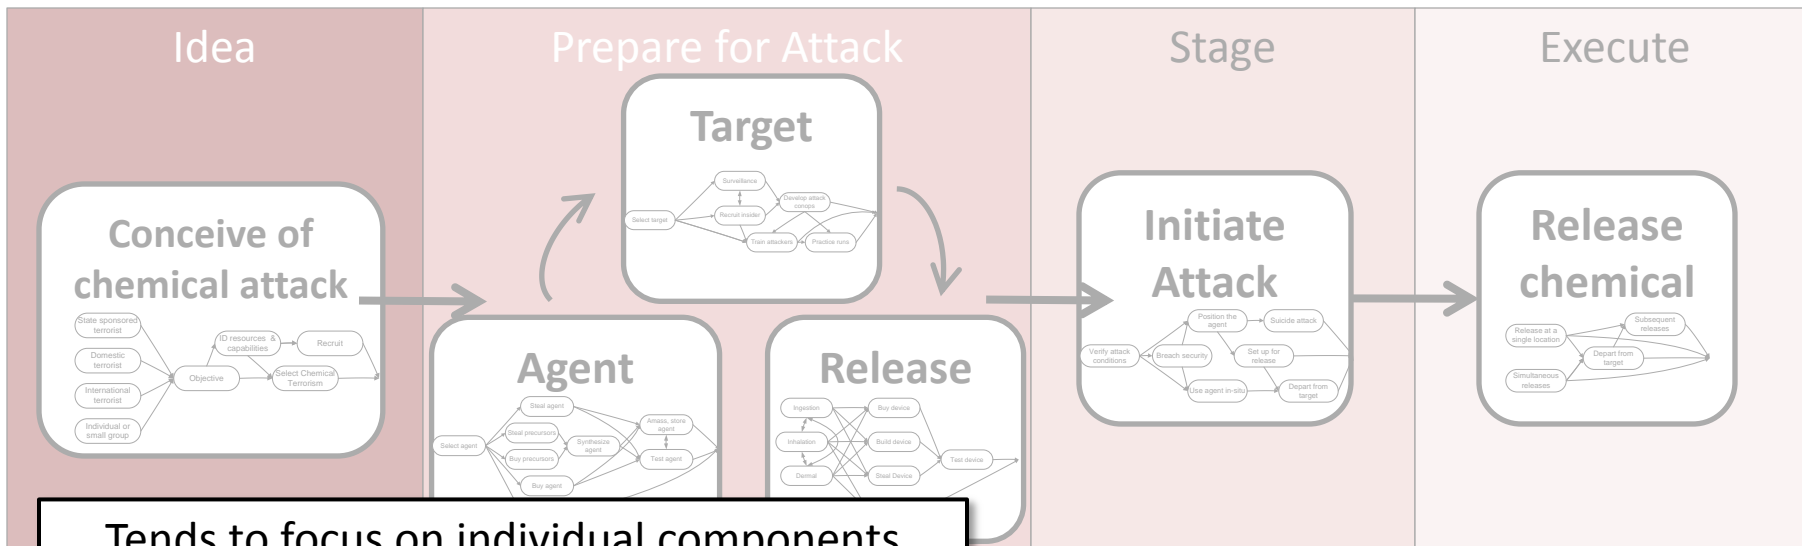 Idea
Prepare for Attack
Stage
Execute
Conceive of
chemical attack
State sponsored
terrorist
Domestic
terrorist
International
terrorist
Individual or
small group
Objective
ID resources &
capabilities
Recruit
Select Chemical
Terrorism
Target
Select target
Surveillance
Recruit insider
Develop attack
conops
Train attackers
Practice runs
Agent
Select agent
Steal agent
Steal precursors
Buy precursors
Buy agent
Synthesize
agent
Amass, store
agent
Test agent
Release
Ingestion
Inhalation
Dermal
Buy device
Build device
Steal Device
Test device
Initiate
Attack
Verify attack
conditions
Position the
agent
Breach security
Use agent in-situ
Suicide attack
Set up for
release
Depart from
target
Release
chemical
Release at a
single location
Simultaneous
releases
Subsequent
releases
Depart from
target
Tends to focus on individual components